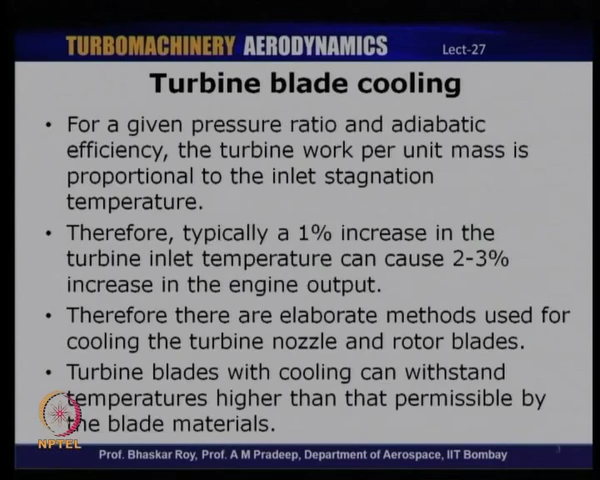 TURBOMACHINERY AERODYNAMICS Lect-27
Turbine blade cooling
• For a given pressure ratio and adiabatic
efficiency, the turbine work per unit mass is
proportional to the inlet stagnation
temperature.
• Therefore, typically a 1% increase in the
turbine inlet temperature can cause 2-3%
increase in the engine output.
• Therefore there are elaborate methods used for
cooling the turbine nozzle and rotor blades.
• Turbine blades with cooling can withstand
temperatures higher than that permissible by
the blade materials.
NPTEL
Prof. Bhaskar Roy, Prof. A M Pradeep, Department of Aerospace, IIT Bombay
3